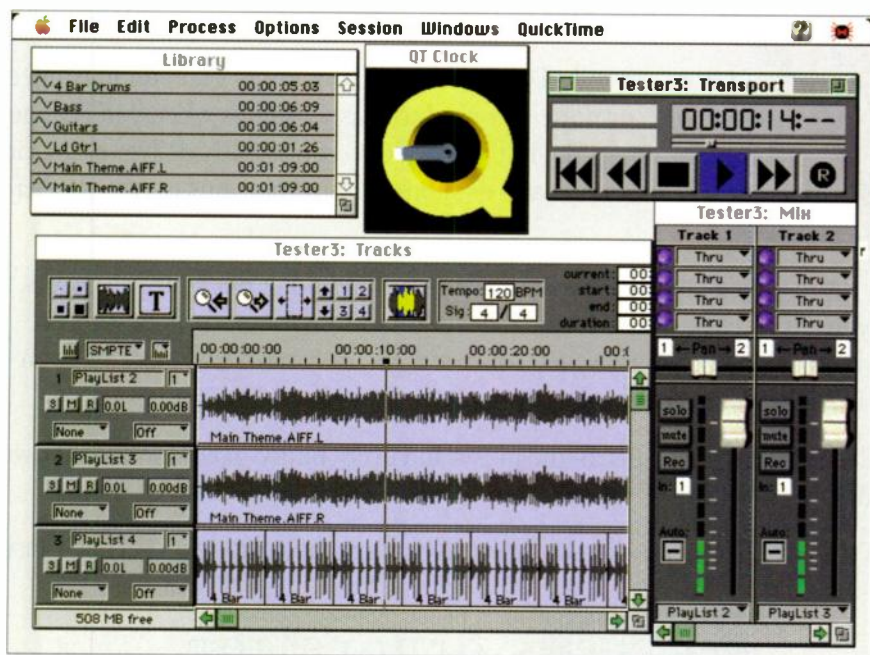 File Edit Process Options Session Windows QuickTime
Library
4 Bar Drums 00:00:05:03
Bass 00:00:06:09
Guitars 00:00:06:04
Ld Gtr1 00:00:01:26
Main Theme.AIFF.L 00:01:09:00
Main Theme.AIFF.R 00:01:09:00
QT Clock
Tester3: Transport
00:00:14:--
R
Tester3: Mix
Track 1 Track 2
Thru Thru
Thru Thru
Thru Thru
Thru Thru
1 ←Pan→ 2 1 ←Pan→ 2
solo solo
mute mute
Rec Rec
In: 1 In: 1
Auto: Auto:
PlayList 2 PlayList 3
Tester3: Tracks
T
1 2
3 4
Tempo: 120 BPM
Sig: 4 / 4
current: 00:
start: 00:
end: 00:
duration: 00:
SMPTE
00:00:00:00 00:00:10:00 00:00:20:00
1 PlayList 2 1
S M R 0.0L 0.00dB
None Off
Main Theme.AIFF.L
2 PlayList 3 1
S M R 0.0L 0.00dB
None Off
Main Theme.AIFF.R
3 PlayList 4 1
S M R 0.0L 0.00dB
None Off
4 Bar 4 Bar 4 Bar 4 Bar 4 Bar 4 Bar
508 MB free